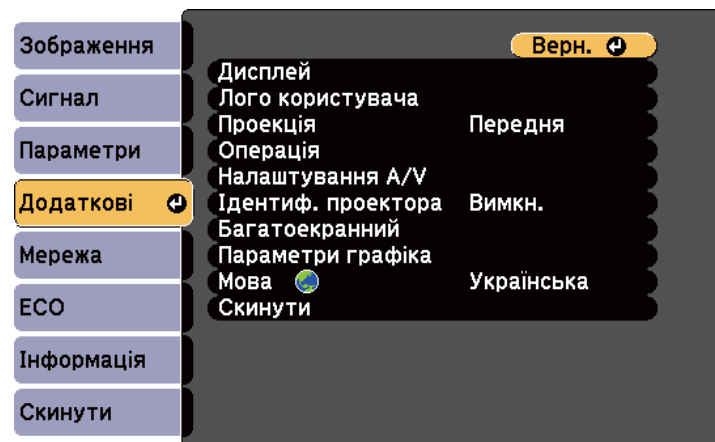 Зображення
Сигнал
Параметри
Додаткові
Мережа
ECO
Інформація
Скинути
Верн.
Дисплей
Лого користувача
Проекція Передня
Операція
Налаштування A/V
Ідентиф. проектора Вимкн.
Багатоекранний
Параметри графіка
Мова Українська
Скинути